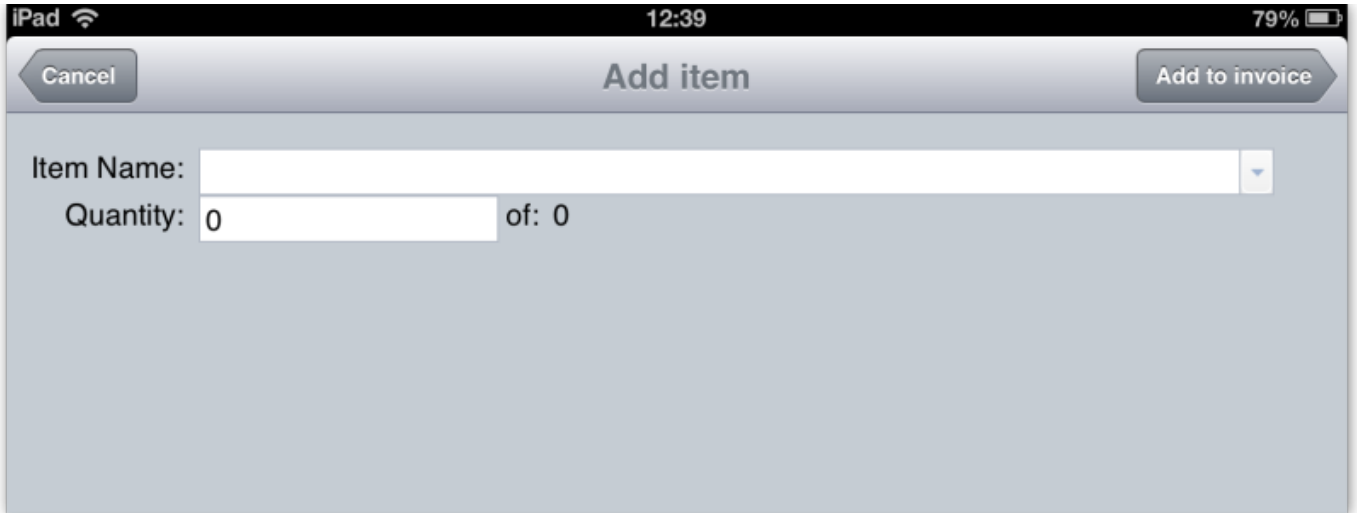 iPad 12:39 79%
Cancel Add item Add to invoice
Item Name:
Quantity: 0 of: 0